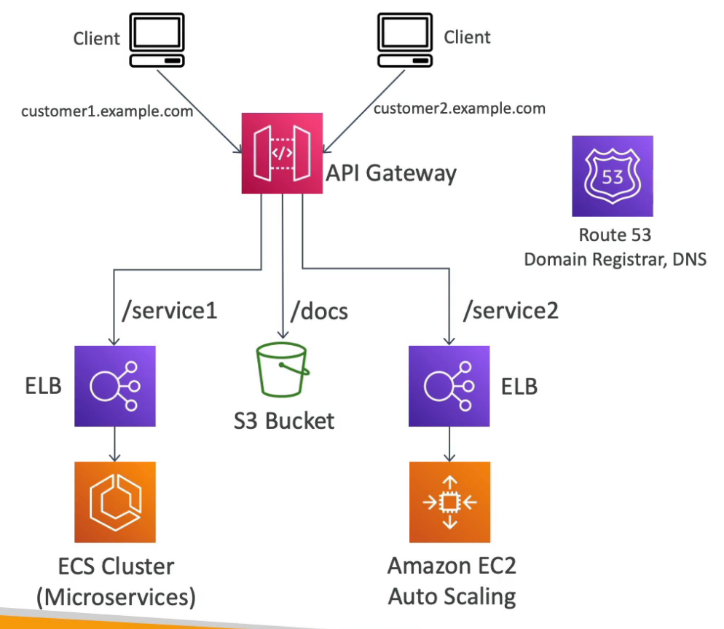 Client
Client
customer1.example.com
customer2.example.com
</>
API Gateway
53
Route 53
Domain Registrar, DNS
/service1
/docs
/service2
ELB
ELB
S3 Bucket
ECS Cluster
(Microservices)
Amazon EC2
Auto Scaling